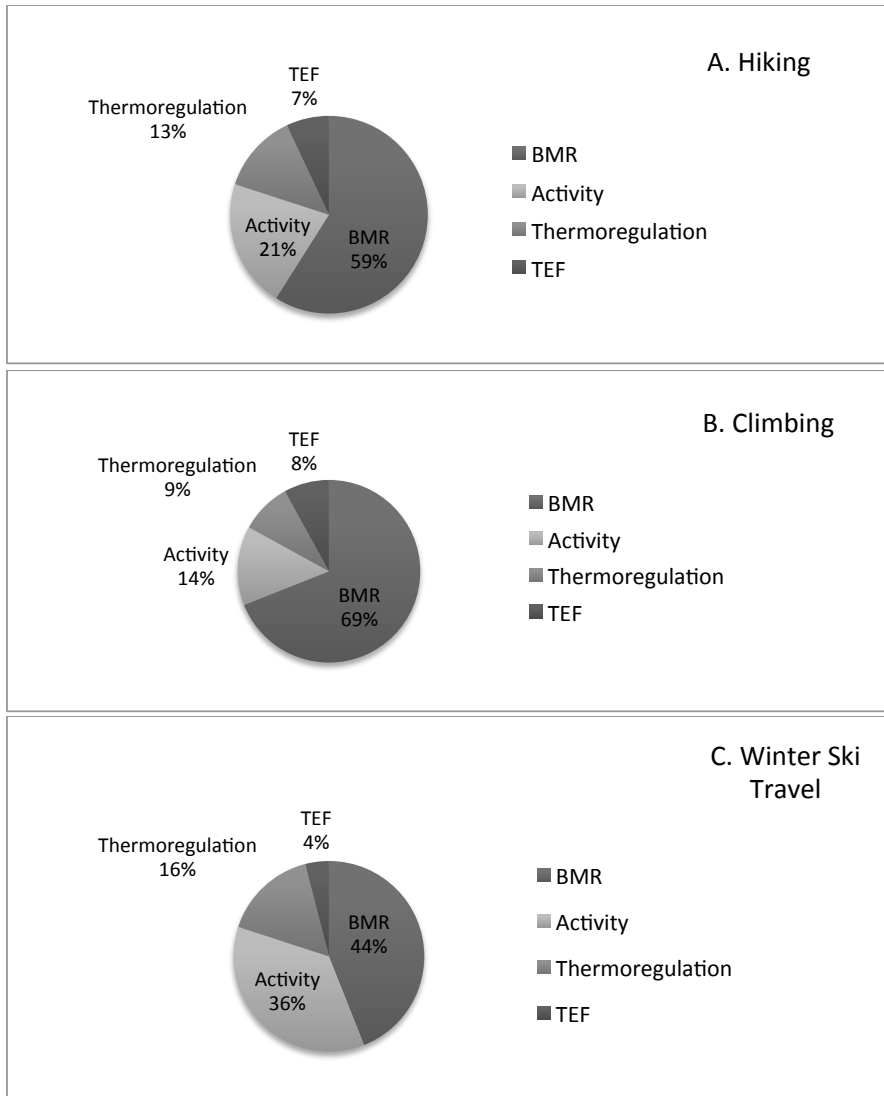 A. Hiking
TEF
7%
Thermoregulation
13%
Activity
21%
BMR
59%
BMR
Activity
Thermoregulation
TEF
B. Climbing
TEF
8%
Thermoregulation
9%
Activity
14%
BMR
69%
BMR
Activity
Thermoregulation
TEF
C. Winter Ski
Travel
TEF
4%
Thermoregulation
16%
BMR
44%
Activity
36%
BMR
Activity
Thermoregulation
TEF